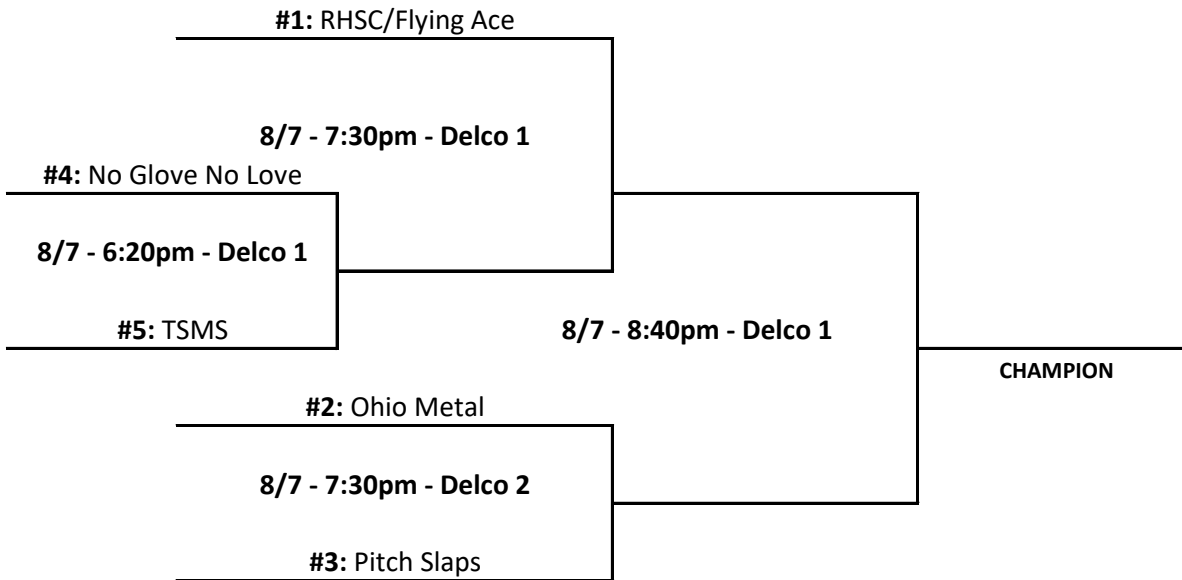 #1: RHSC/Flying Ace
8/7 - 7:30pm - Delco 1
#4: No Glove No Love
8/7 - 6:20pm - Delco 1
#5: TSMS
8/7 - 8:40pm - Delco 1
CHAMPION
#2: Ohio Metal
8/7 - 7:30pm - Delco 2
#3: Pitch Slaps